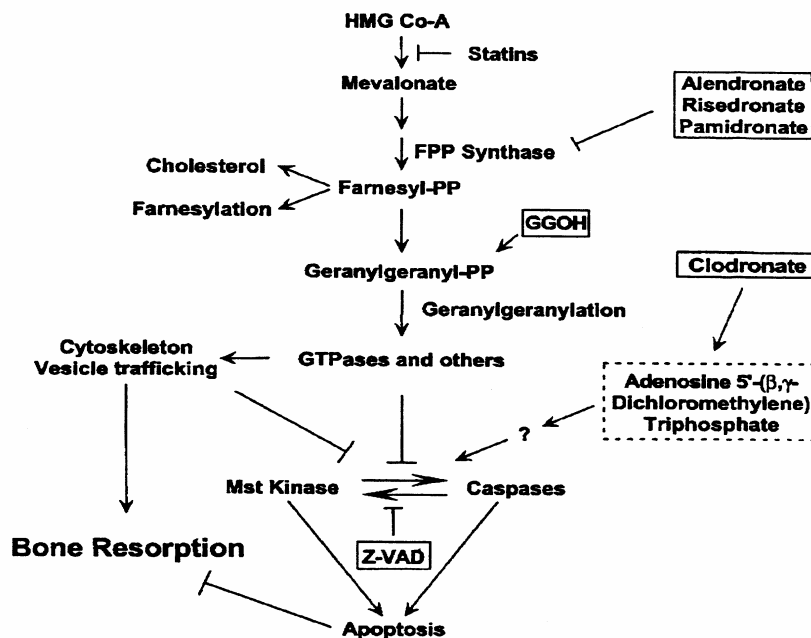 HMG Co-A
Statins
Mevalonate
Alendronate
Risedronate
Pamidronate
FPP Synthase
Cholesterol
Farnesyl-PP
Farnesylation
GGOH
Geranylgeranyl-PP
Clodronate
Geranylgeranylation
Cytoskeleton
Vesicle trafficking
GTPases and others
Adenosine 5'-(β,γ-
Dichloromethylene)
Triphosphate
?
Mst Kinase
Caspases
Bone Resorption
Z-VAD
Apoptosis